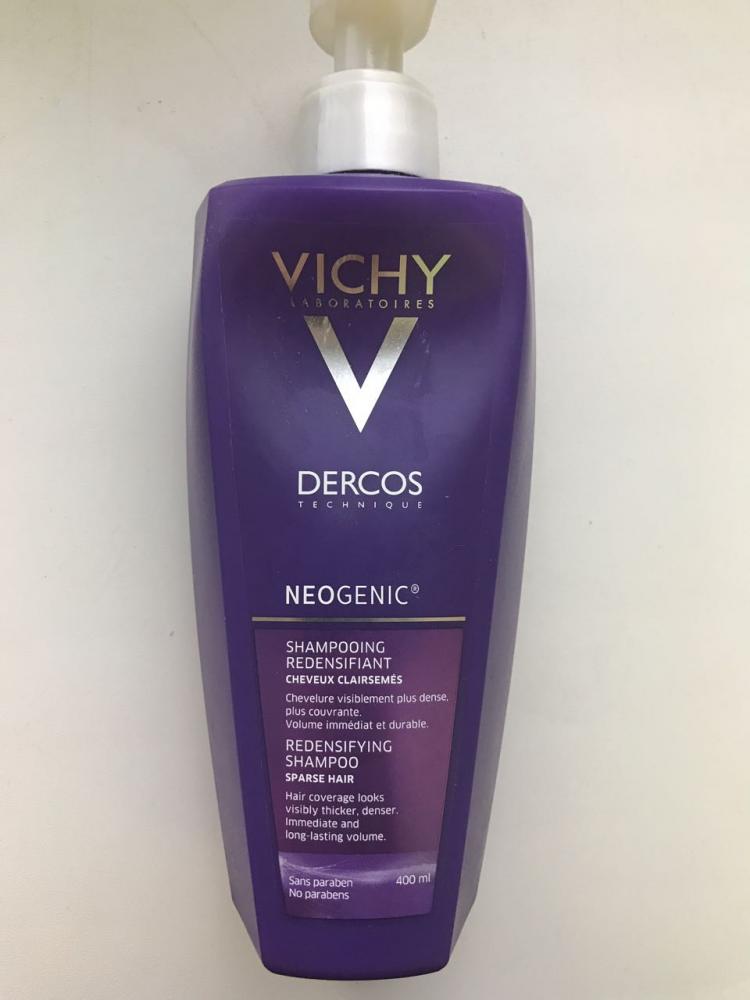 VICHY
LABORATOIRES
V
DERCOS
TECHNIQUE
NEOGENIC®
SHAMPOOING
REDENSIFIANT
CHEVEUX CLAIRSEMÉS
Chevelure visiblement plus dense,
plus couvrante.
Volume immédiat et durable.
REDENSIFYING
SHAMPOO
SPARSE HAIR
Hair coverage looks
visibly thicker, denser.
Immediate and
long-lasting volume.
Sans paraben 400 ml
No parabens